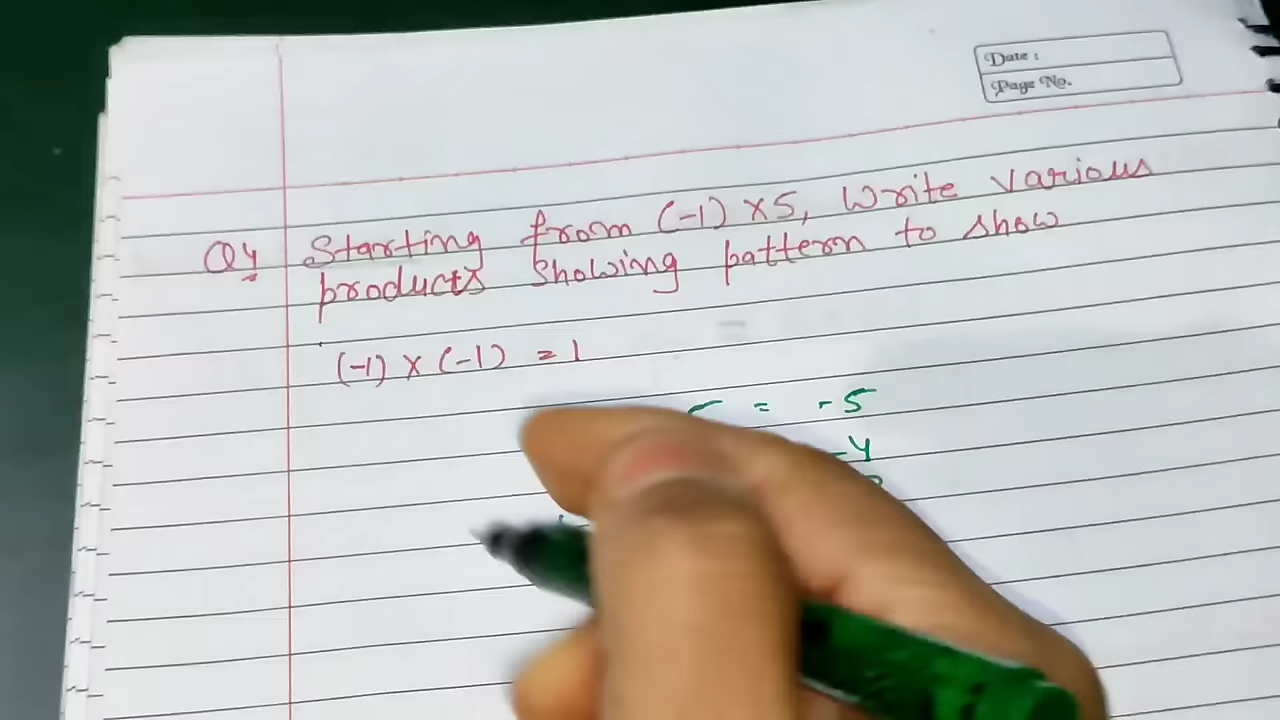 Date :
Page No.
Q4 Starting from (-1) x 5, Write various
products showing pattern to show
(-1) x (-1) = 1
= -5
-4